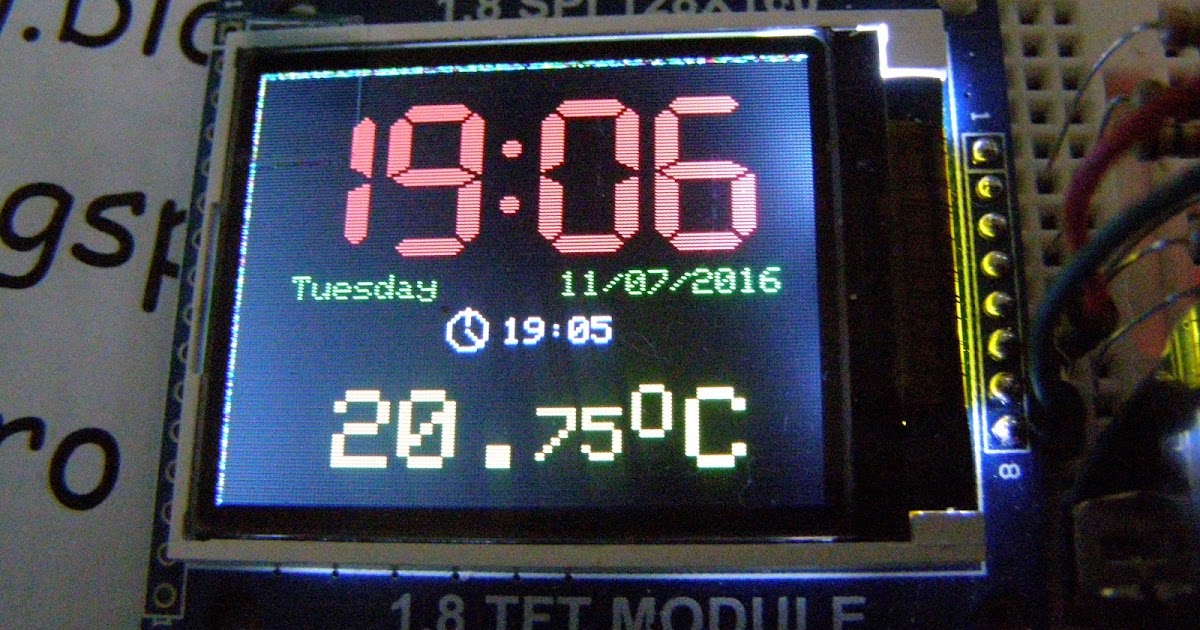 1.8 SPI 128X160
19:06
Tuesday 11/07/2016
19:05
20.75°C
1
8
1.8 TFT MODULE